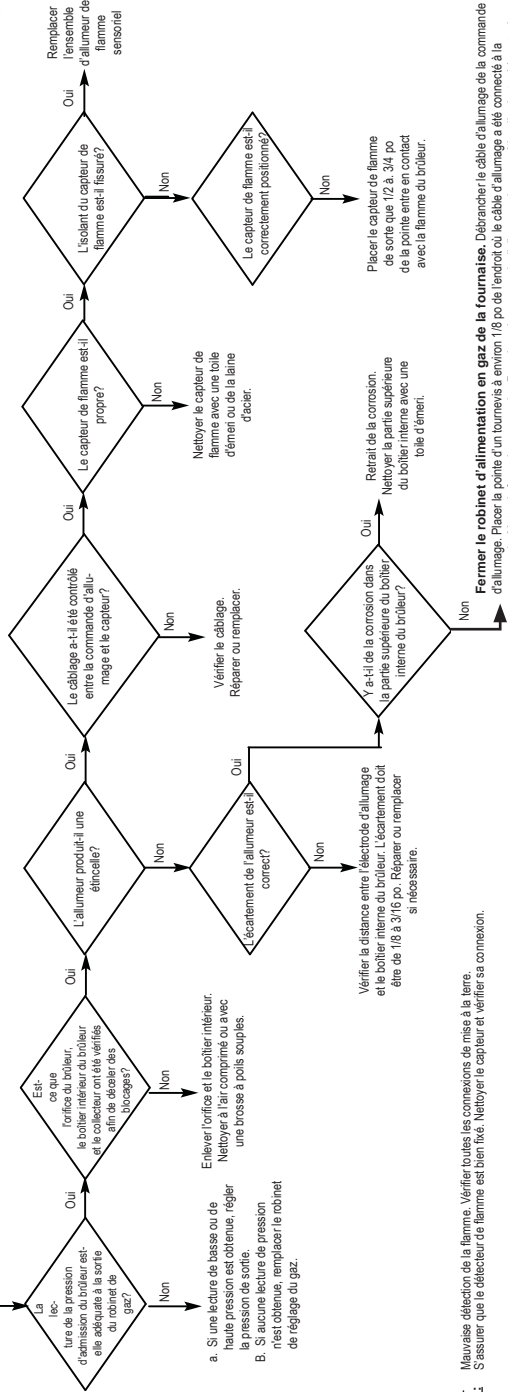 La
lec-
ture de la pression
d'admission du brûleur est-
elle adéquate à la sortie
du robinet de
gaz?
Oui
Non
a. Si une lecture de basse ou de
haute pression est obtenue, régler
la pression de sortie.
B. Si aucune lecture de pression
n'est obtenue, remplacer le robinet
de réglage du gaz.
Est-
ce que
l'orifice du brûleur,
le boîtier intérieur du brûleur
et le collecteur ont été vérifiés
afin de déceler des
blocages?
Oui
Non
Enlever l'orifice et le boîtier intérieur.
Nettoyer à l'air comprimé ou avec
une brosse à poils souples.
L'allumeur produit-il une
étincelle?
Oui
Non
L'écartement de l'allumeur est-il
correct?
Oui
Non
Vérifier la distance entre l'électrode d'allumage
et le boîtier interne du brûleur. L'écartement doit
être de 1/8 à 3/16 po. Réparer ou remplacer
si nécessaire.
Le câblage a-t-il été contrôlé
entre la commande d'allu-
mage et le capteur?
Oui
Non
Vérifier le câblage.
Réparer ou remplacer.
Y a-t-il de la corrosion dans
la partie supérieure du boîtier
interne du brûleur?
Oui
Retrait de la corrosion.
Nettoyer la partie supérieure
du boîtier interne avec une
toile d'émeri.
Non
Le capteur de flamme est-il
propre?
Oui
Non
Nettoyer le capteur de
flamme avec une toile
d'émeri ou de la laine
d'acier.
L'isolant du capteur de
flamme est-il fissuré?
Oui
Remplacer
l'ensemble
d'allumeur de
flamme
sensoriel
Non
Le capteur de flamme est-il
correctement positionné?
Non
Placer le capteur de flamme
de sorte que 1/2 à 3/4 po
de la pointe entre en contact
avec la flamme du brûleur.
Mauvaise détection de la flamme. Vérifier toutes les connexions de mise à la terre.
S'assurer que le détecteur de flamme est bien fixé. Nettoyer le capteur et vérifier sa connexion.
Fermer le robinet d'alimentation en gaz de la fournaise. Débrancher le câble d'allumage de la commande
d'allumage. Placer la pointe d'un tournevis à environ 1/8 po de l'endroit où le câble d'allumage a été connecté à la